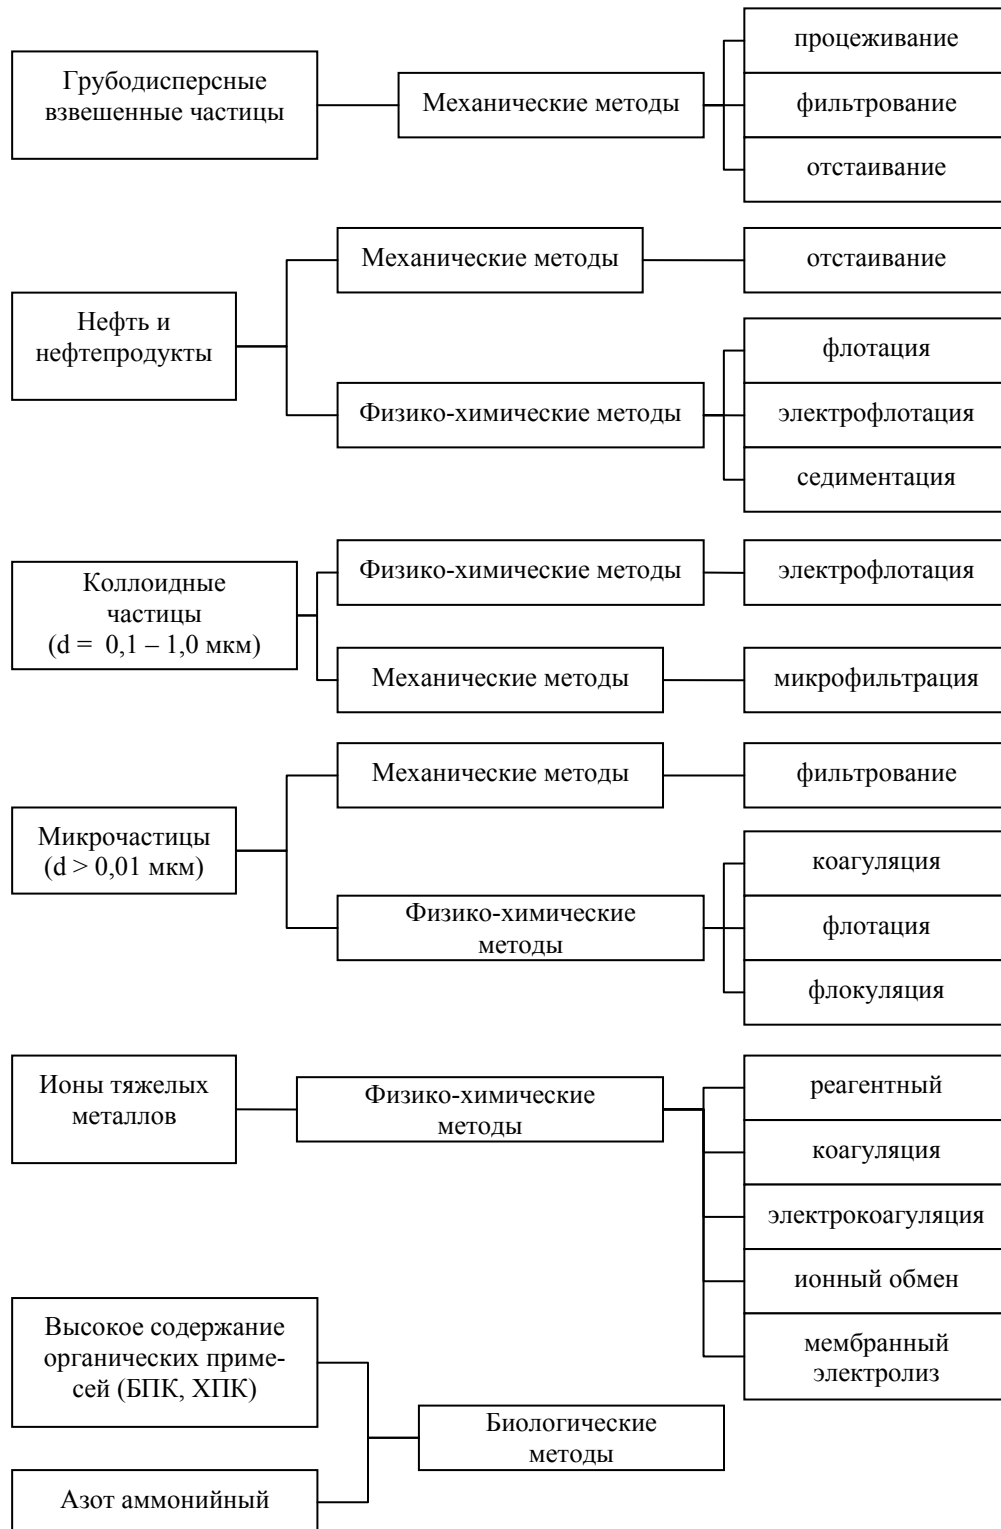 Грубодисперсные
взвешенные частицы
Механические методы
процеживание
фильтрование
отстаивание
Нефть и
нефтепродукты
Механические методы
отстаивание
Физико-химические методы
флотация
электрофлотация
седиментация
Коллоидные
частицы
(d =  0,1 – 1,0 мкм)
Физико-химические методы
электрофлотация
Механические методы
микрофильтрация
Микрочастицы
(d > 0,01 мкм)
Механические методы
фильтрование
Физико-химические
методы
коагуляция
флотация
флокуляция
Ионы тяжелых
металлов
Физико-химические
методы
реагентный
коагуляция
электрокоагуляция
ионный обмен
мембранный
электролиз
Высокое содержание
органических приме-
сей (БПК, ХПК)
Биологические
методы
Азот аммонийный